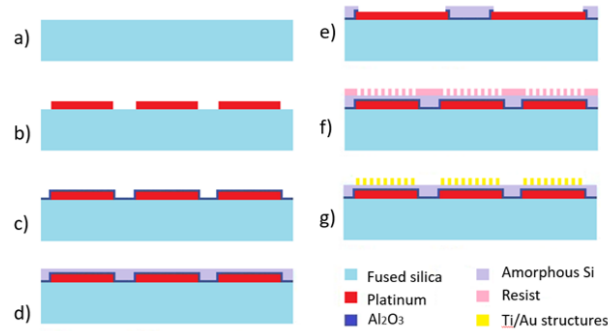 a)
b)
c)
d)
e)
f)
g)
Fused silica
Platinum
Al2O3
Amorphous Si
Resist
Ti/Au structures